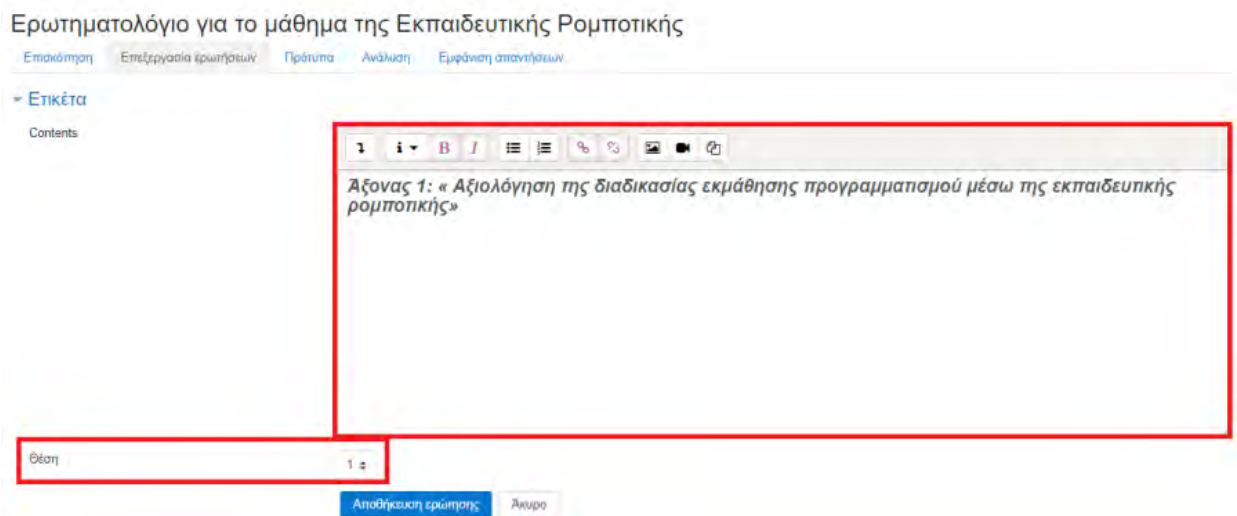 Ερωτηματολόγιο για το μάθημα της Εκπαιδευτικής Ρομποτικής
Επισκόπηση Επεξεργασία ερωτήσεων Πρότυπα Ανάλυση Εμφάνιση απαντήσεων
Ετικέτα
Contents
B I
Άξονας 1: « Αξιολόγηση της διαδικασίας εκμάθησης προγραμματισμού μέσω της εκπαιδευτικής
ρομποτικής»
Θέση
1
Αποθήκευση ερώτησης Άκυρο